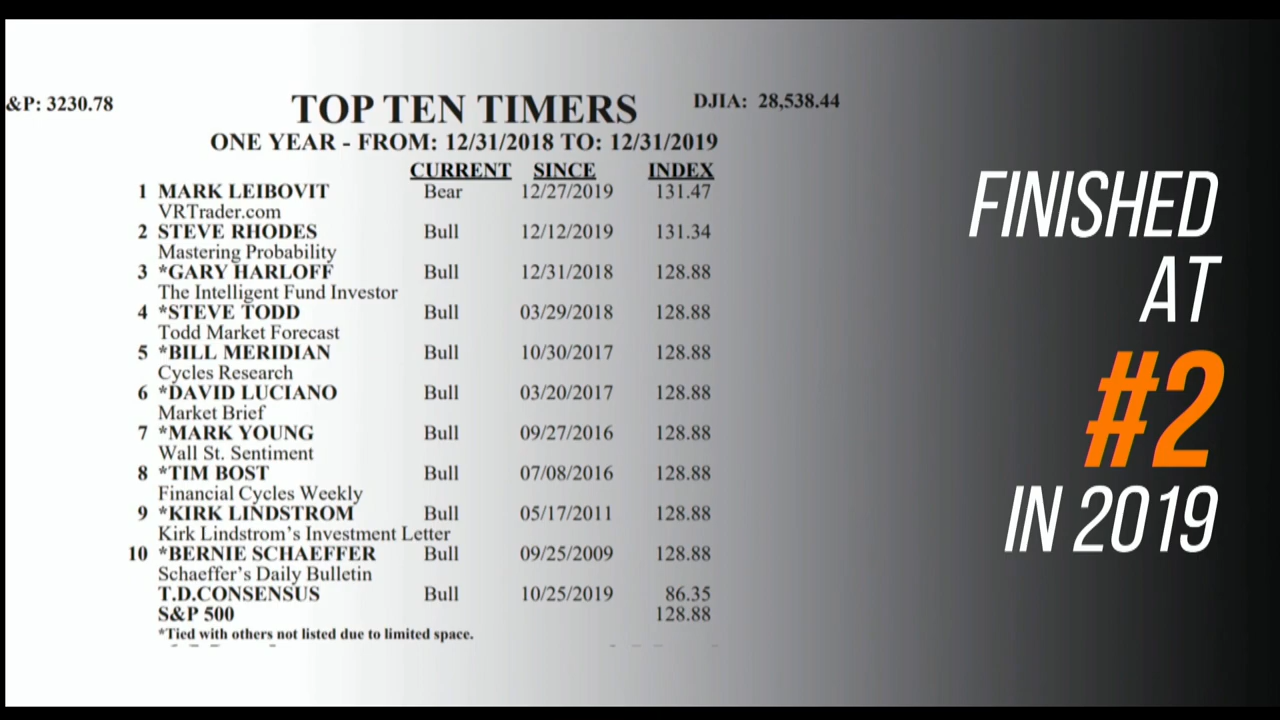 &P: 3230.78
TOP TEN TIMERS
DJIA: 28,538.44
ONE YEAR - FROM: 12/31/2018 TO: 12/31/2019
CURRENT SINCE INDEX
1 MARK LEIBOVIT Bear 12/27/2019 131.47
VRTrader.com
2 STEVE RHODES Bull 12/12/2019 131.34
Mastering Probability
3 *GARY HARLOFF Bull 12/31/2018 128.88
The Intelligent Fund Investor
4 *STEVE TODD Bull 03/29/2018 128.88
Todd Market Forecast
5 *BILL MERIDIAN Bull 10/30/2017 128.88
Cycles Research
6 *DAVID LUCIANO Bull 03/20/2017 128.88
Market Brief
7 *MARK YOUNG Bull 09/27/2016 128.88
Wall St. Sentiment
8 *TIM BOST Bull 07/08/2016 128.88
Financial Cycles Weekly
9 *KIRK LINDSTROM Bull 05/17/2011 128.88
Kirk Lindstrom's Investment Letter
10 *BERNIE SCHAEFFER Bull 09/25/2009 128.88
Schaeffer's Daily Bulletin
T.D.CONSENSUS Bull 10/25/2019 86.35
S&P 500 128.88
*Tied with others not listed due to limited space.
FINISHED
AT
#2
IN 2019